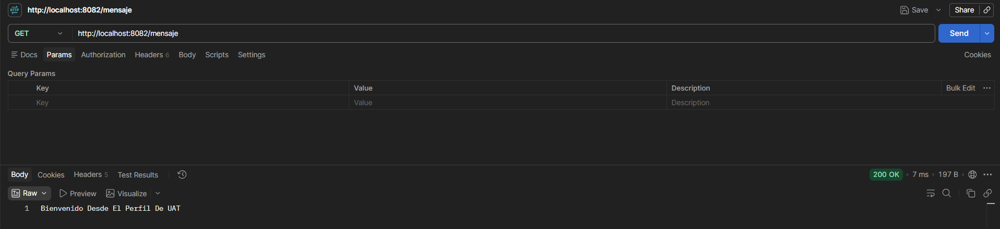 HTTP http://localhost:8082/mensaje Save Share
GET http://localhost:8082/mensaje Send
Docs Params Authorization Headers 6 Body Scripts Settings Cookies
Query Params
Key Value Description Bulk Edit
Key Value Description
Body Cookies Headers 5 Test Results 200 OK 7 ms 197 B
Raw Preview Visualize
1 Bienvenido Desde El Perfil De UAT